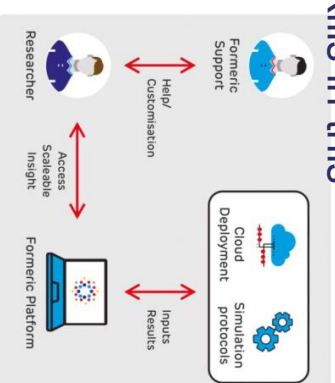 Researcher
Help/
Customisation
Formeric
Support
Access
Scaleable
Insight
Formeric Platform
Inputs
Results
Cloud
Deployment
Simulation
protocols